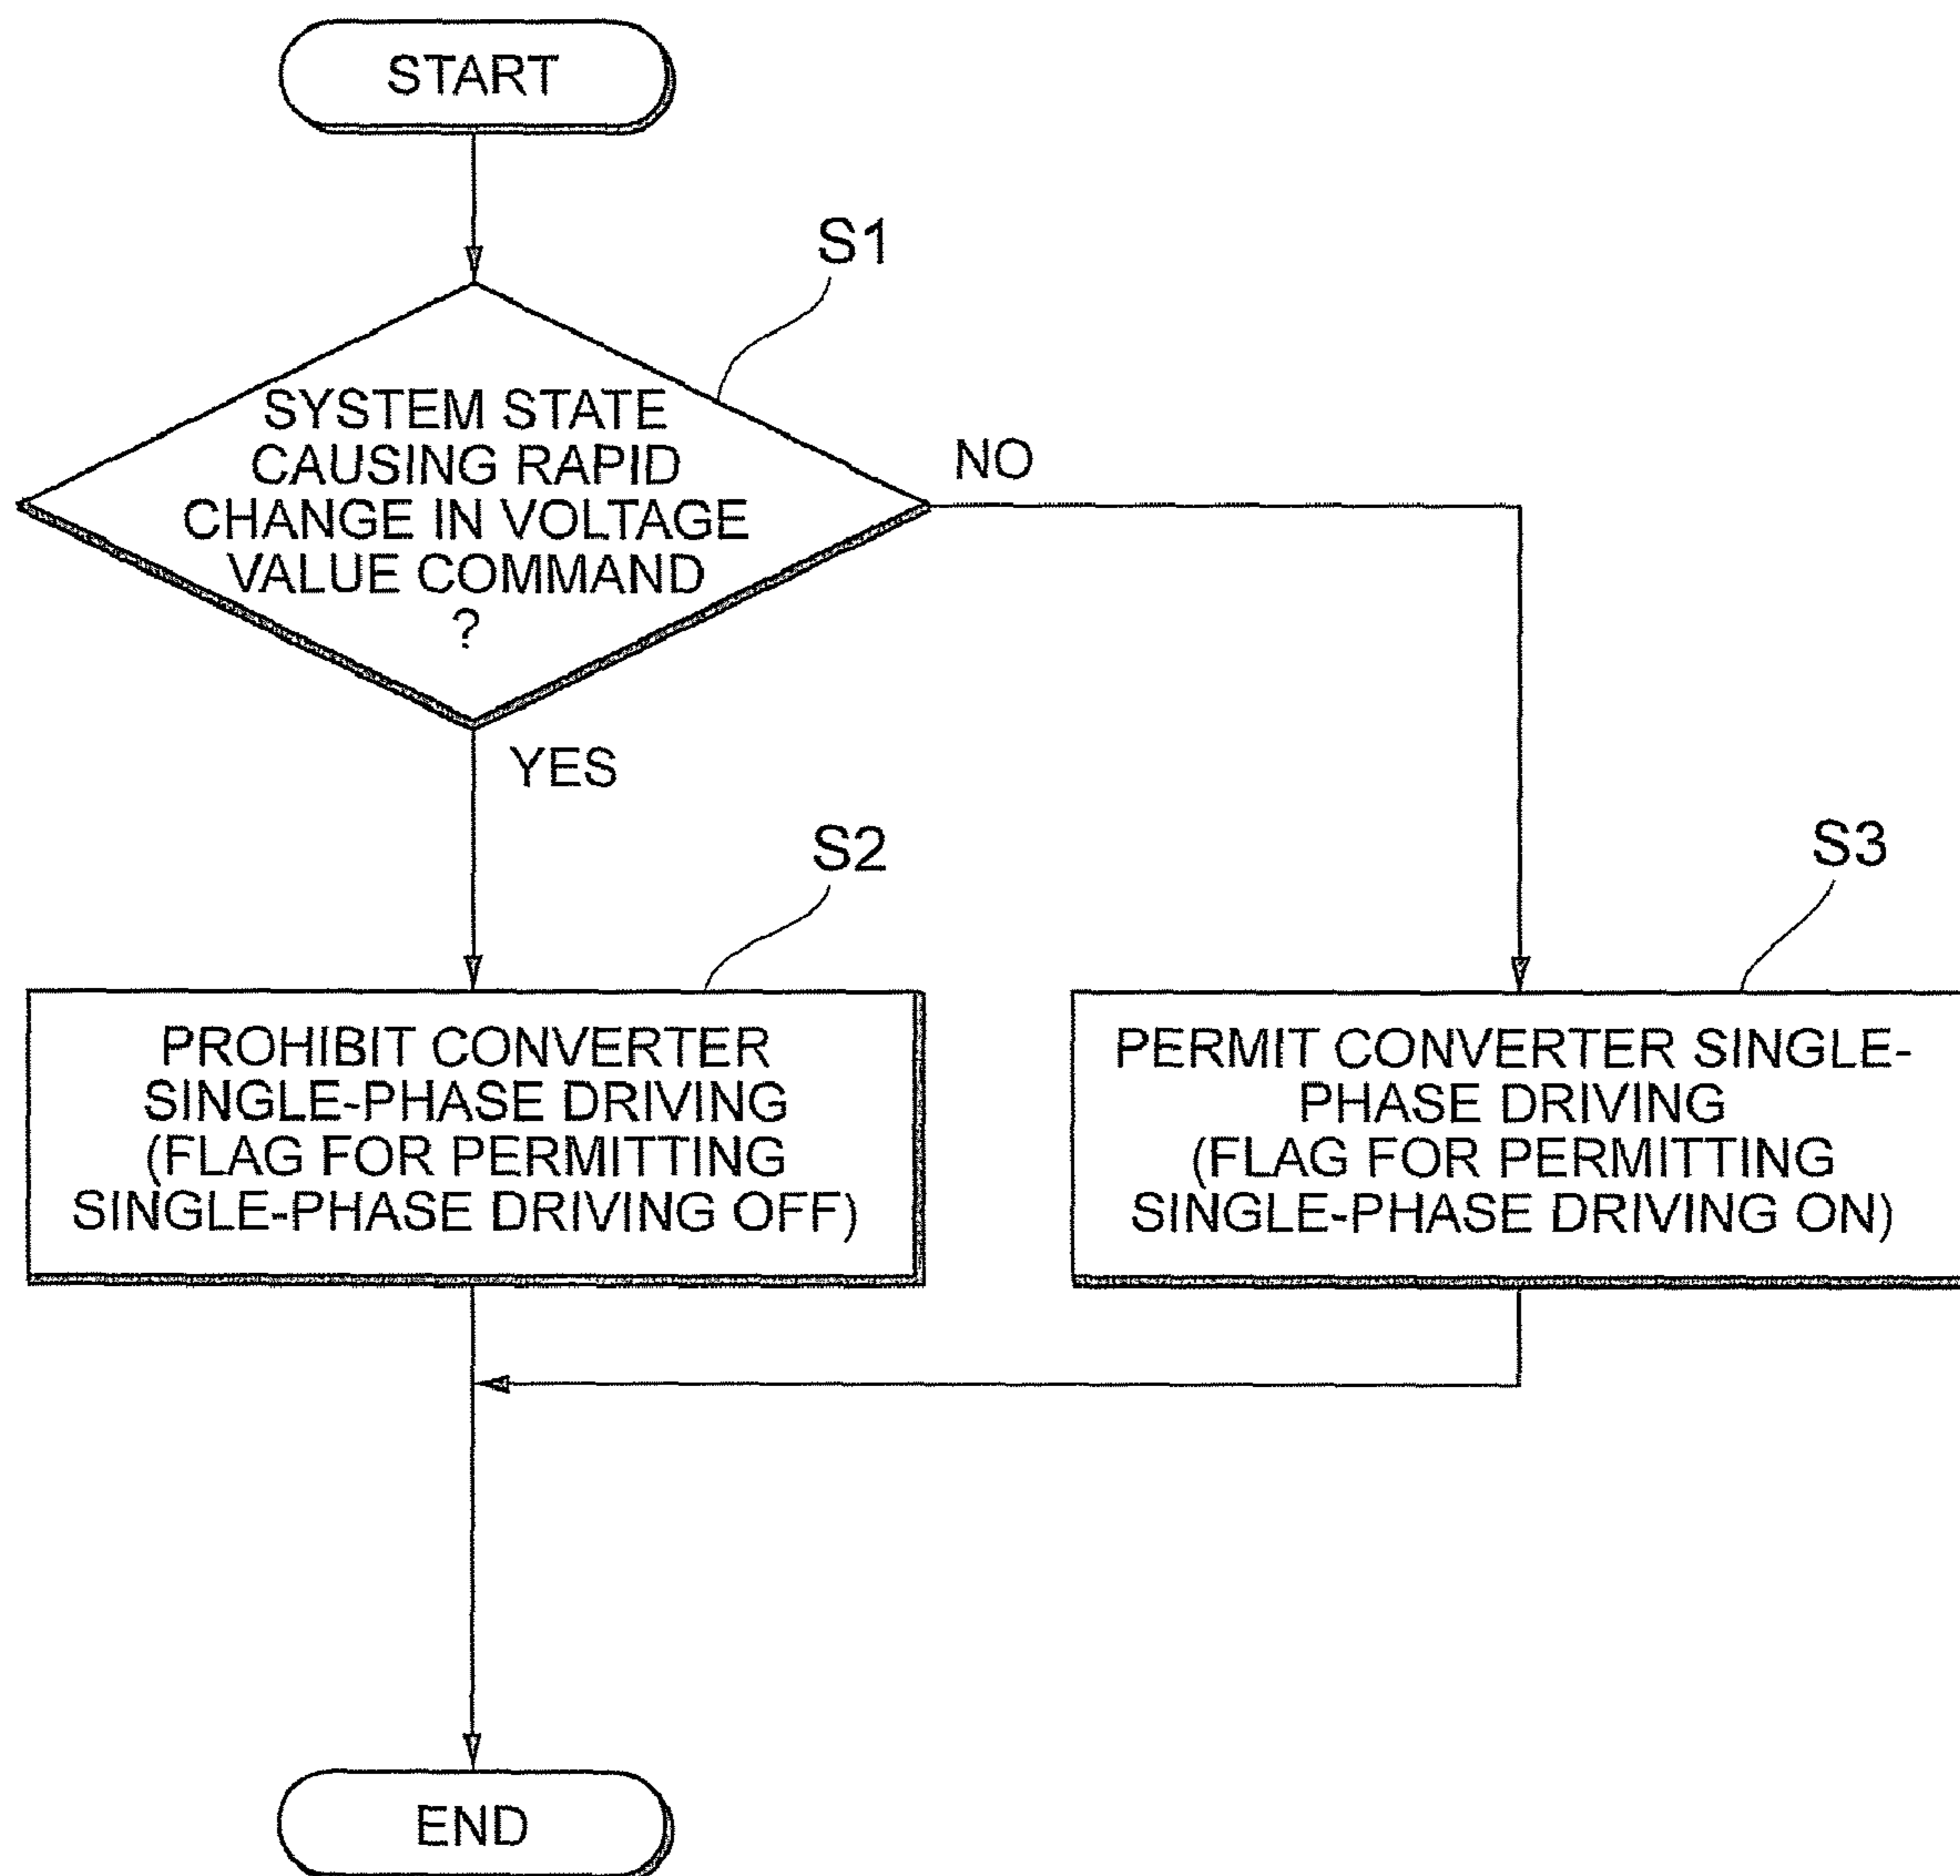 START
S1
SYSTEM STATE
CAUSING RAPID
CHANGE IN VOLTAGE
VALUE COMMAND
?
NO
YES
S2
PROHIBIT CONVERTER
SINGLE-PHASE DRIVING
(FLAG FOR PERMITTING
SINGLE-PHASE DRIVING OFF)
S3
PERMIT CONVERTER SINGLE-
PHASE DRIVING
(FLAG FOR PERMITTING
SINGLE-PHASE DRIVING ON)
END